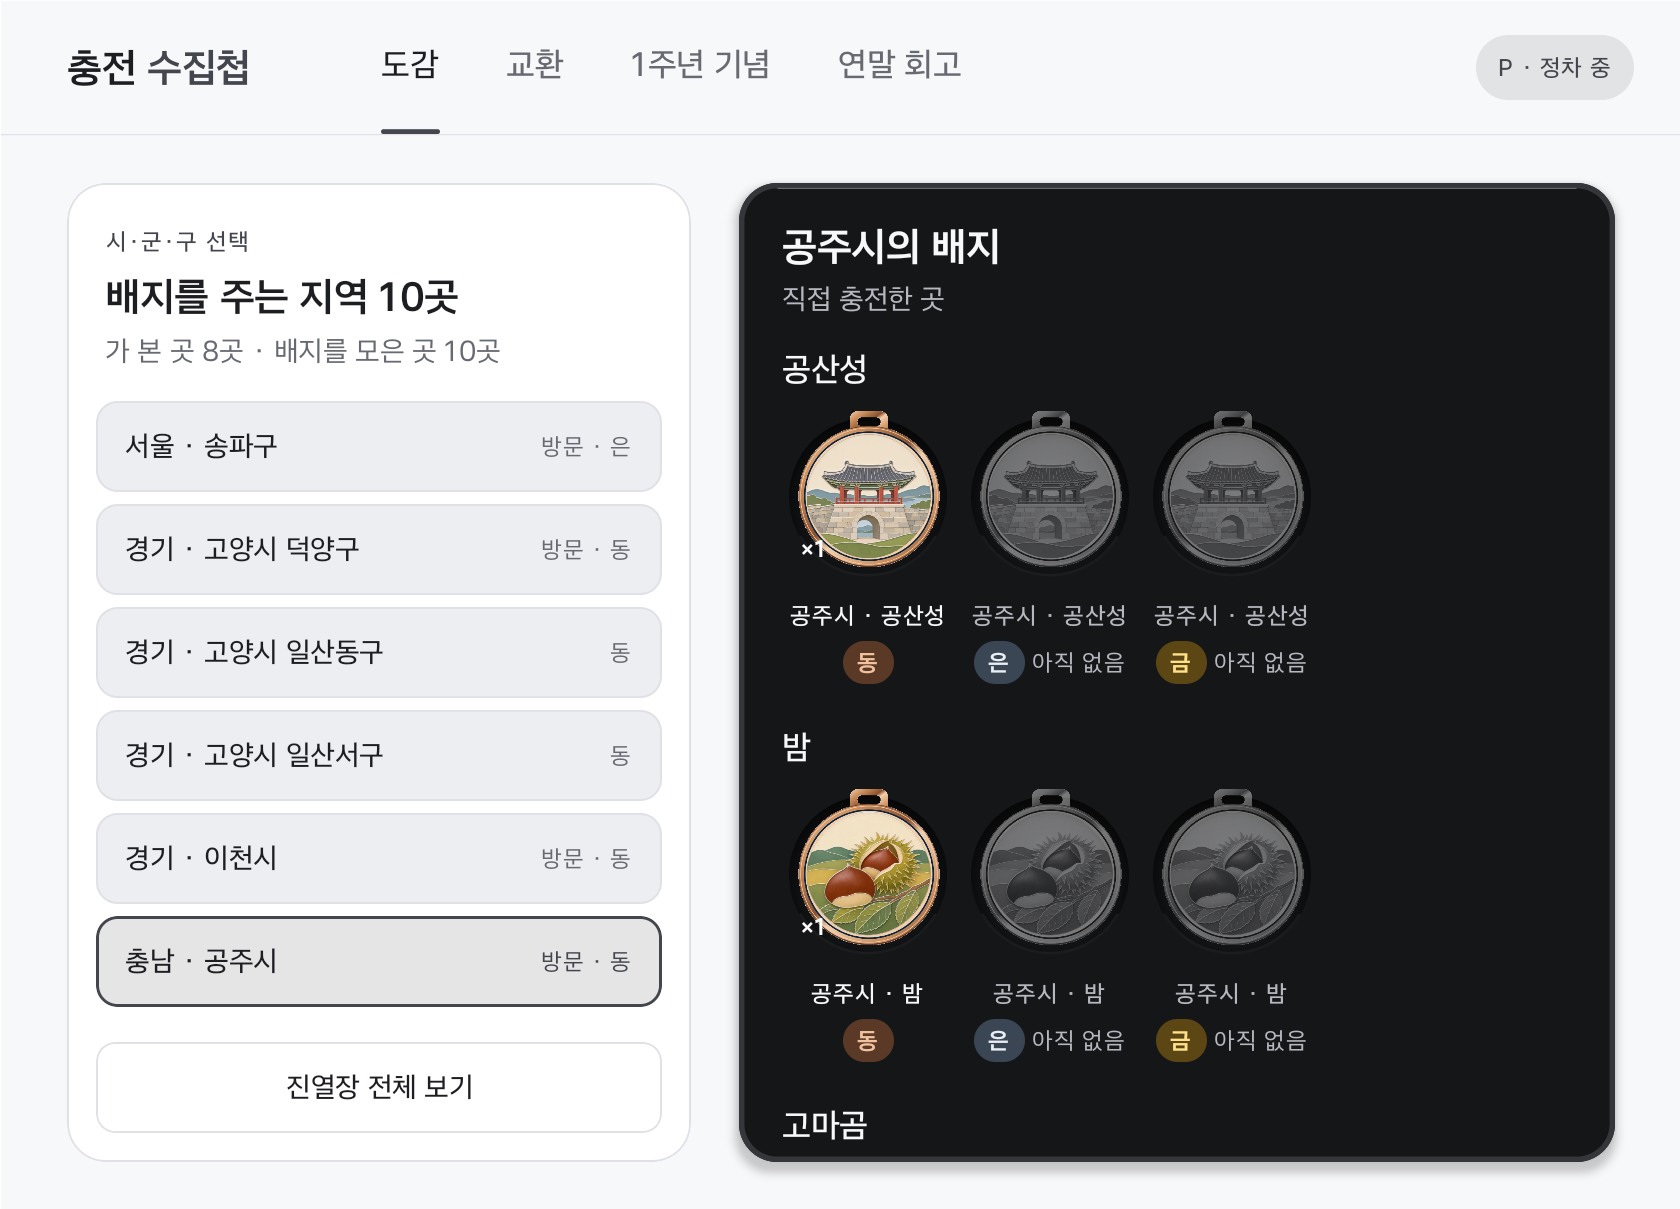 충전 수집첩
도감
교환
1주년 기념
연말 회고
P · 정차 중
시·군·구 선택
배지를 주는 지역 10곳
가 본 곳 8곳 · 배지를 모은 곳 10곳
서울 · 송파구 방문 · 은
경기 · 고양시 덕양구 방문 · 동
경기 · 고양시 일산동구 동
경기 · 고양시 일산서구 동
경기 · 이천시 방문 · 동
충남 · 공주시 방문 · 동
진열장 전체 보기
공주시의 배지
직접 충전한 곳
공산성
×1
공주시 · 공산성
동
공주시 · 공산성
은 아직 없음
공주시 · 공산성
금 아직 없음
밤
×1
공주시 · 밤
동
공주시 · 밤
은 아직 없음
공주시 · 밤
금 아직 없음
고마곰